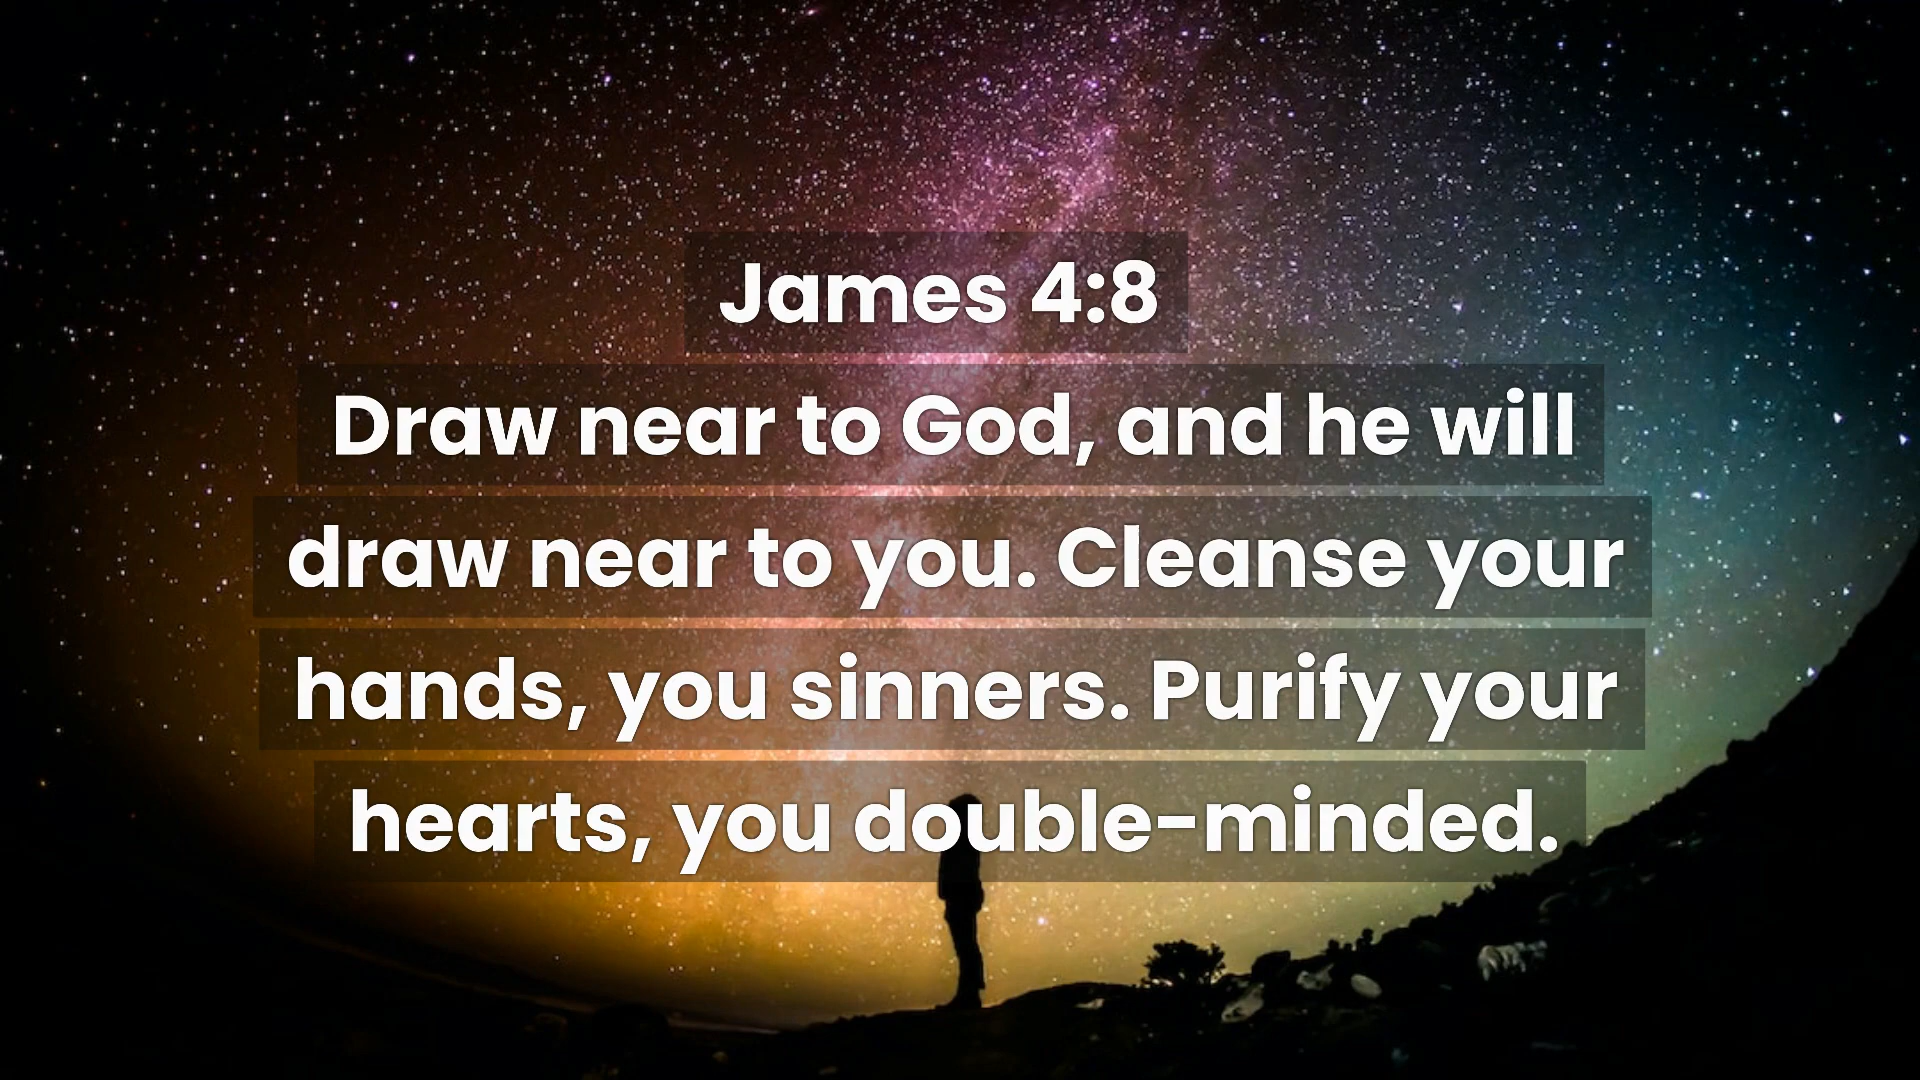 James 4:8
Draw near to God, and he will
draw near to you. Cleanse your
hands, you sinners. Purify your
hearts, you double-minded.